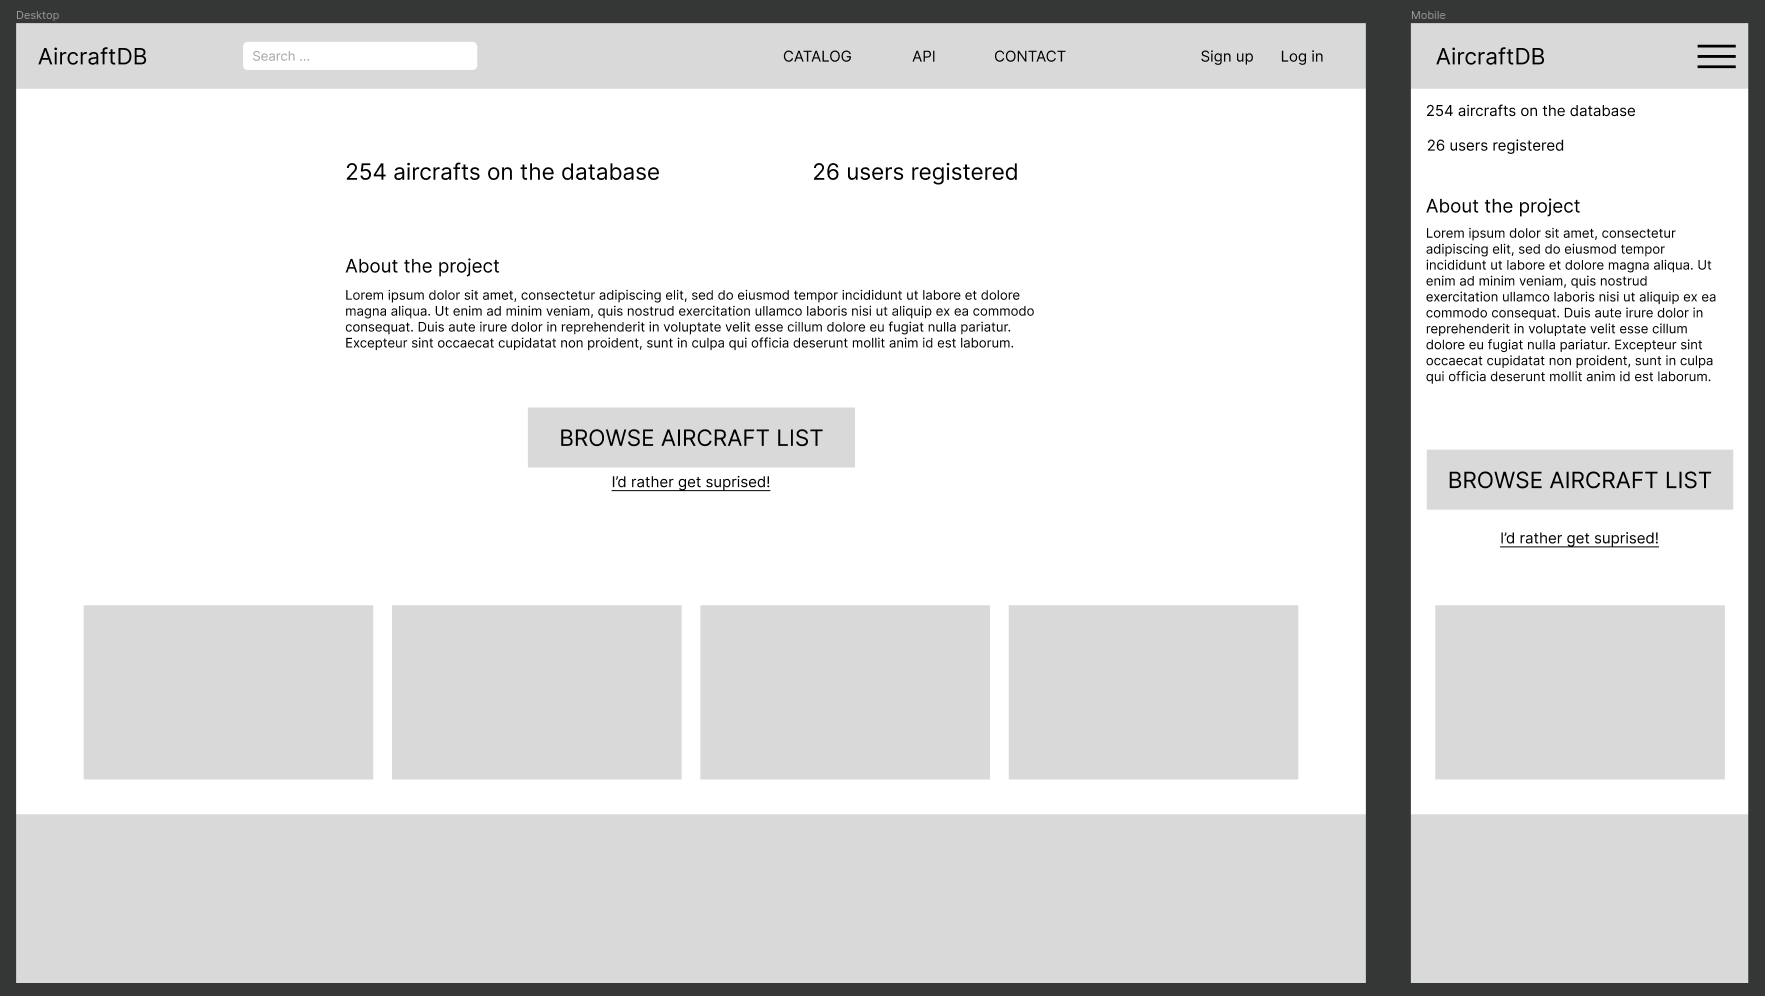 Desktop
AircraftDB
Search ...
CATALOG
API
CONTACT
Sign up
Log in
254 aircrafts on the database
26 users registered
About the project
Lorem ipsum dolor sit amet, consectetur adipiscing elit, sed do eiusmod tempor incididunt ut labore et dolore
magna aliqua. Ut enim ad minim veniam, quis nostrud exercitation ullamco laboris nisi ut aliquip ex ea commodo
consequat. Duis aute irure dolor in reprehenderit in voluptate velit esse cillum dolore eu fugiat nulla pariatur.
Excepteur sint occaecat cupidatat non proident, sunt in culpa qui officia deserunt mollit anim id est laborum.
BROWSE AIRCRAFT LIST
I’d rather get suprised!
Mobile
AircraftDB
254 aircrafts on the database
26 users registered
About the project
Lorem ipsum dolor sit amet, consectetur
adipiscing elit, sed do eiusmod tempor
incididunt ut labore et dolore magna aliqua. Ut
enim ad minim veniam, quis nostrud
exercitation ullamco laboris nisi ut aliquip ex ea
commodo consequat. Duis aute irure dolor in
reprehenderit in voluptate velit esse cillum
dolore eu fugiat nulla pariatur. Excepteur sint
occaecat cupidatat non proident, sunt in culpa
qui officia deserunt mollit anim id est laborum.
BROWSE AIRCRAFT LIST
I’d rather get suprised!